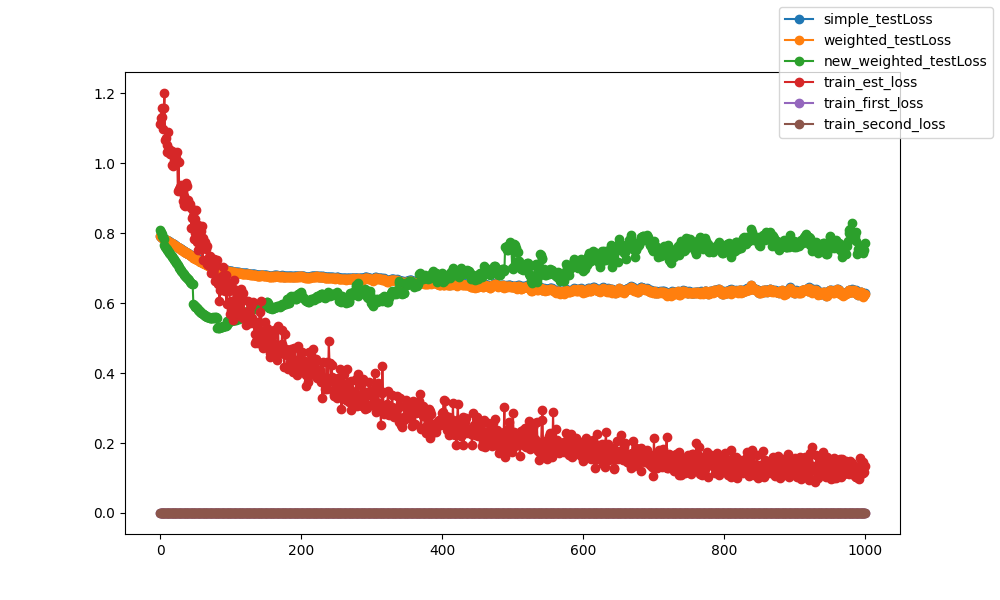 simple_testLoss
weighted_testLoss
new_weighted_testLoss
train_est_loss
train_first_loss
train_second_loss
1.2
1.0
0.8
0.6
0.4
0.2
0.0
0 200 400 600 800 1000